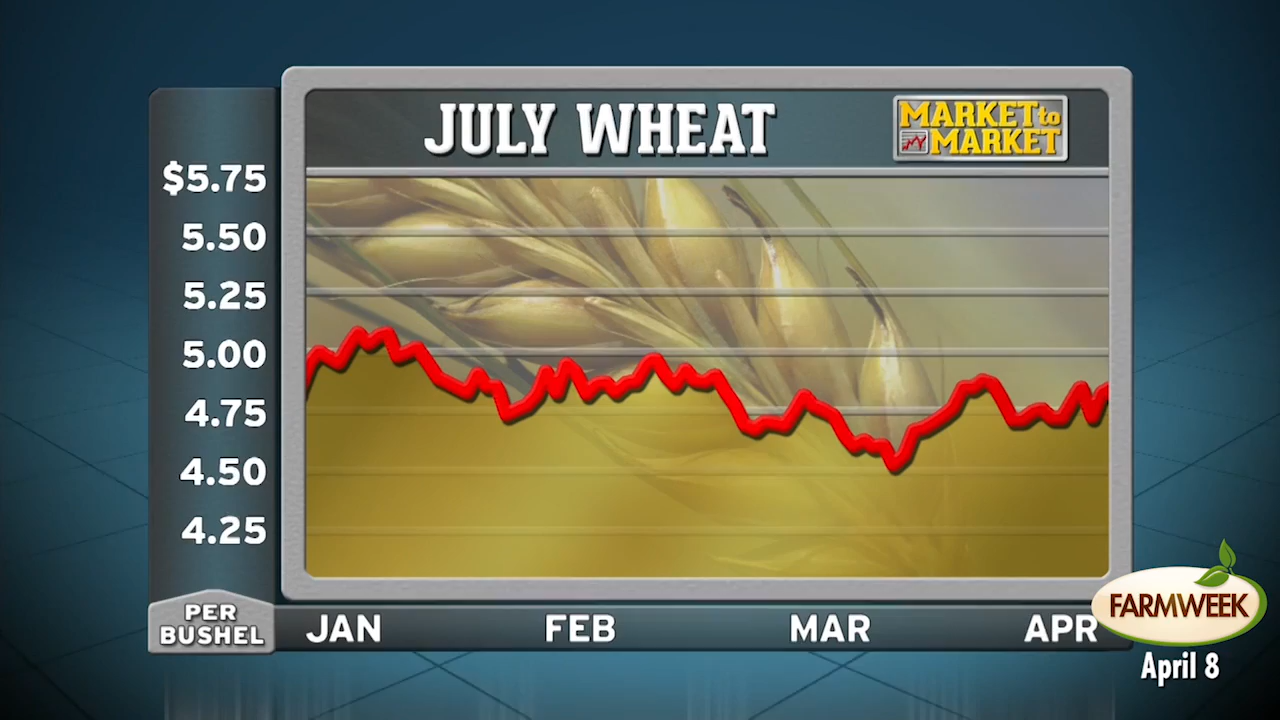 JULY WHEAT
MARKET to
MARKET
$5.75
5.50
5.25
5.00
4.75
4.50
4.25
PER
BUSHEL
JAN FEB MAR APR
FARMWEEK
April 8